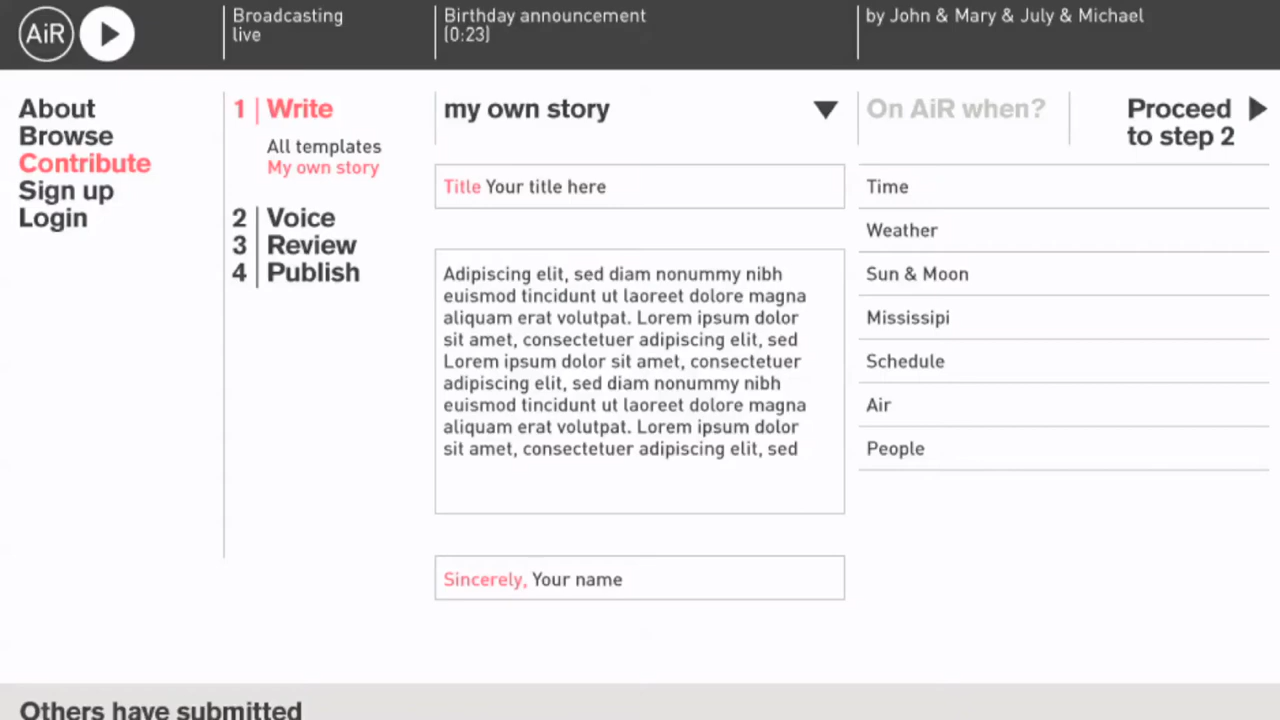 AiR
Broadcasting
live
Birthday announcement
(0:23)
by John & Mary & July & Michael
About
Browse
Contribute
Sign up
Login
1 Write
All templates
My own story
2 Voice
3 Review
4 Publish
my own story
Title Your title here
Adipiscing elit, sed diam nonummy nibh
euismod tincidunt ut laoreet dolore magna
aliquam erat volutpat. Lorem ipsum dolor
sit amet, consectetuer adipiscing elit, sed
Lorem ipsum dolor sit amet, consectetuer
adipiscing elit, sed diam nonummy nibh
euismod tincidunt ut laoreet dolore magna
aliquam erat volutpat. Lorem ipsum dolor
sit amet, consectetuer adipiscing elit, sed
Sincerely, Your name
On AiR when?
Proceed
to step 2
Time
Weather
Sun & Moon
Mississipi
Schedule
Air
People
Others have submitted